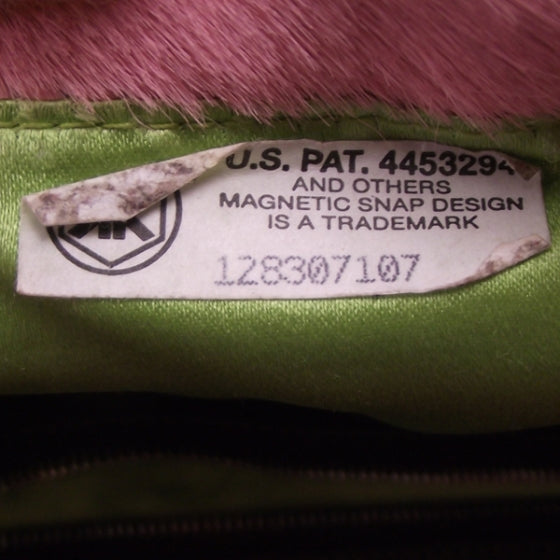 U.S. PAT. 4453294
AND OTHERS
MAGNETIC SNAP DESIGN
IS A TRADEMARK
128307107